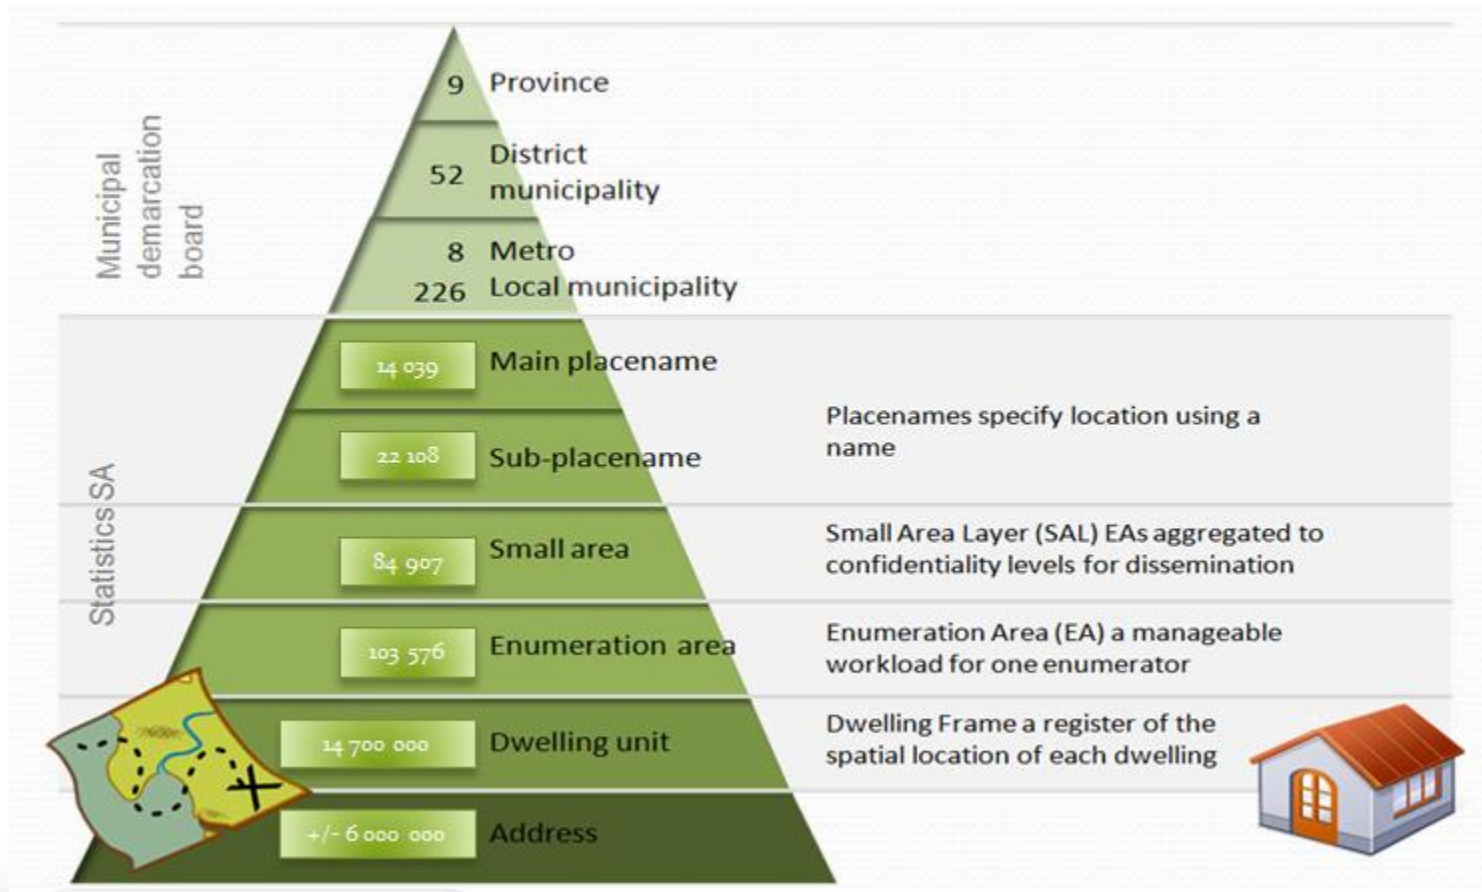 Municipal
demarcation
board
9 Province
52 District
municipality
8 Metro
226 Local municipality
Statistics SA
14 039 Main placename
22 108 Sub-placename
Placenames specify location using a
name
84 907 Small area
Small Area Layer (SAL) EAs aggregated to
confidentiality levels for dissemination
103 576 Enumeration area
Enumeration Area (EA) a manageable
workload for one enumerator
14 700 000 Dwelling unit
Dwelling Frame a register of the
spatial location of each dwelling
+/- 6 000 000 Address